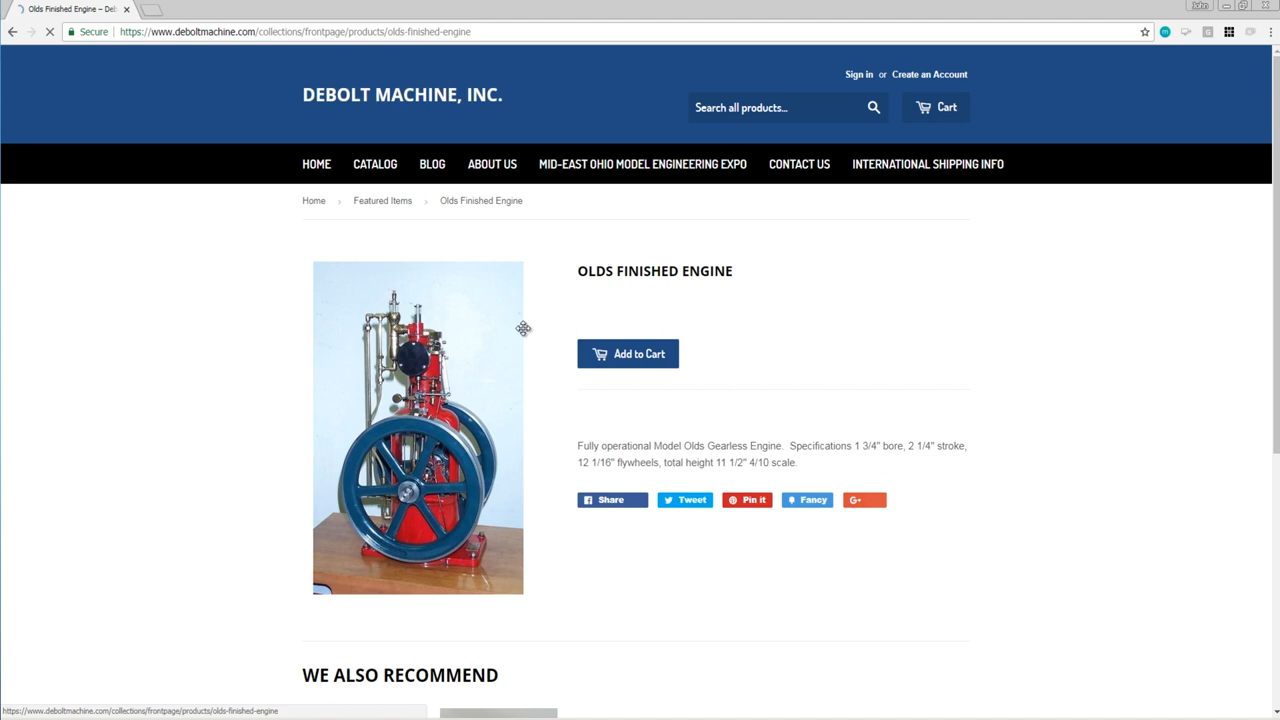 Olds Finished Engine – Deb
John
Secure
https://www.deboltmachine.com/collections/frontpage/products/olds-finished-engine
Sign in or Create an Account
DEBOLT MACHINE, INC.
Search all products...
Cart
HOME CATALOG BLOG ABOUT US MID-EAST OHIO MODEL ENGINEERING EXPO CONTACT US INTERNATIONAL SHIPPING INFO
Home › Featured Items › Olds Finished Engine
OLDS FINISHED ENGINE
Add to Cart
Fully operational Model Olds Gearless Engine. Specifications 1 3/4" bore, 2 1/4" stroke,
12 1/16" flywheels, total height 11 1/2" 4/10 scale.
Share Tweet Pin it Fancy G+
WE ALSO RECOMMEND
https://www.deboltmachine.com/collections/frontpage/products/olds-finished-engine